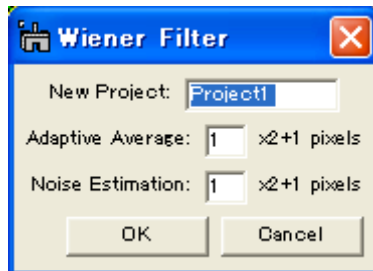 Wiener Filter
New Project: Project1
Adaptive Average: 1 x2+1 pixels
Noise Estimation: 1 x2+1 pixels
OK Cancel